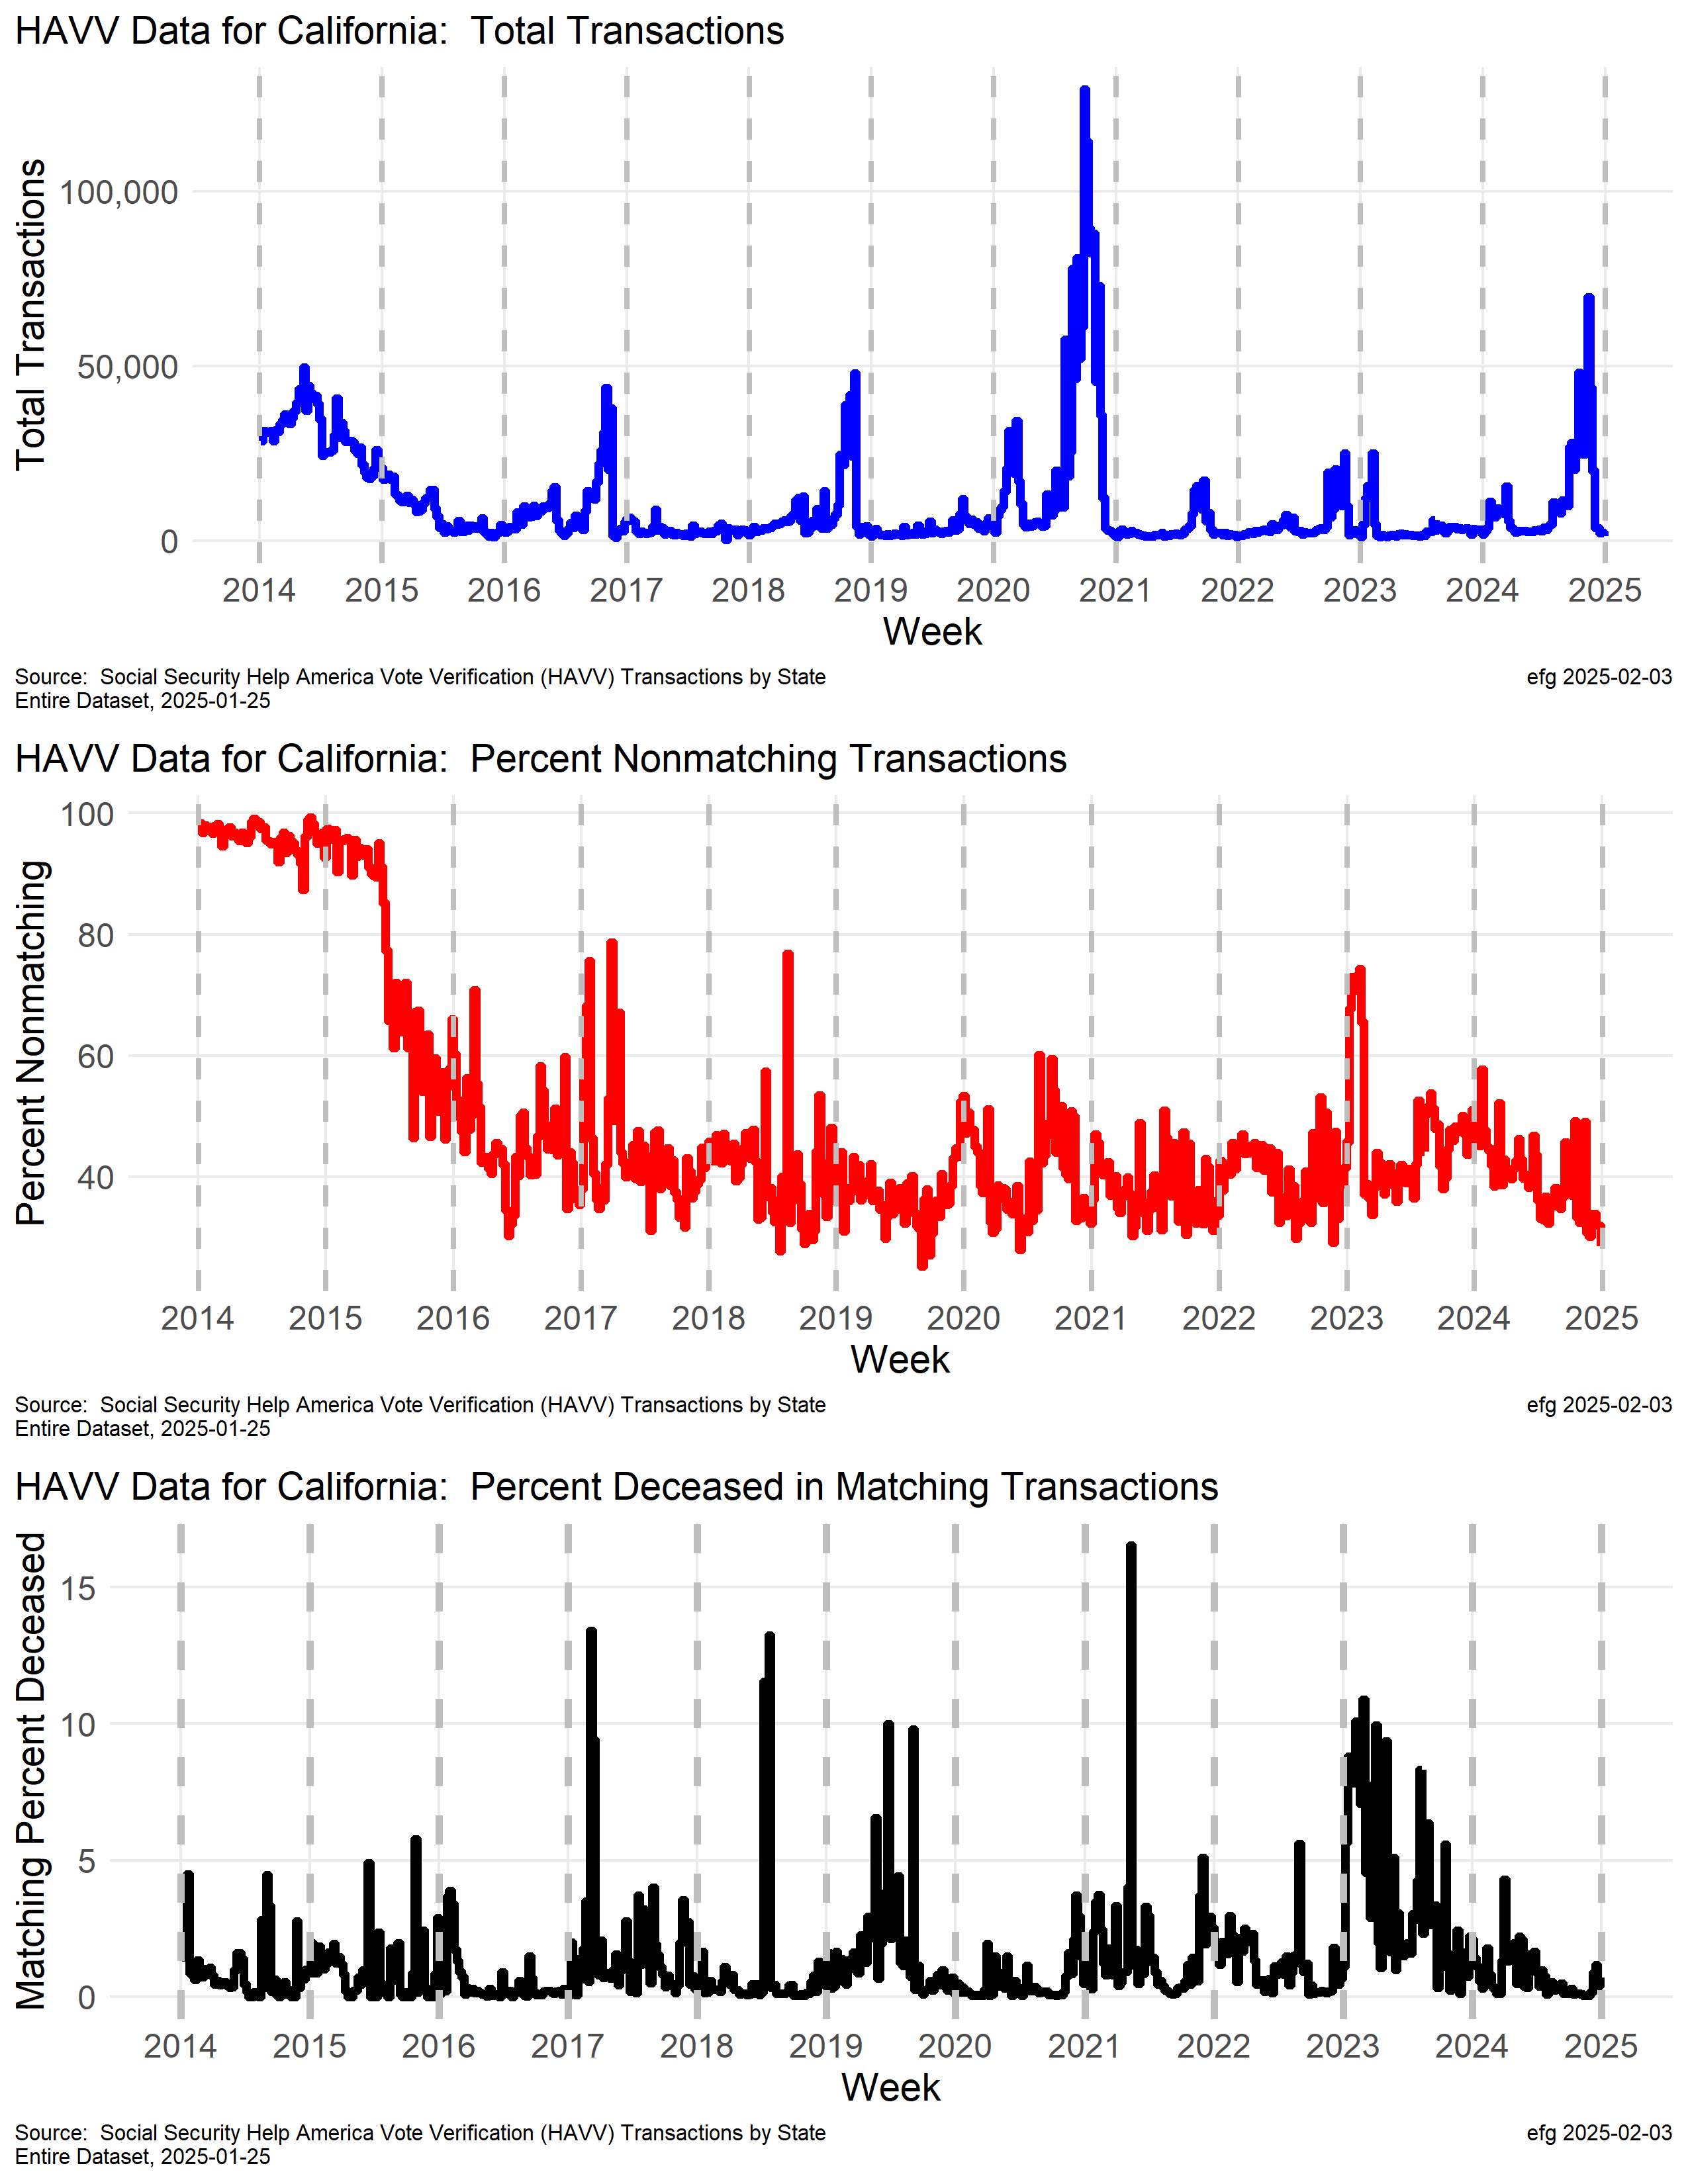 HAVV Data for California:  Total Transactions
Total Transactions
100,000
50,000
0
2014 2015 2016 2017 2018 2019 2020 2021 2022 2023 2024 2025
Week
Source:  Social Security Help America Vote Verification (HAVV) Transactions by State
Entire Dataset, 2025-01-25
efg 2025-02-03
HAVV Data for California:  Percent Nonmatching Transactions
Percent Nonmatching
100
80
60
40
2014 2015 2016 2017 2018 2019 2020 2021 2022 2023 2024 2025
Week
Source:  Social Security Help America Vote Verification (HAVV) Transactions by State
Entire Dataset, 2025-01-25
efg 2025-02-03
HAVV Data for California:  Percent Deceased in Matching Transactions
Matching Percent Deceased
15
10
5
0
2014 2015 2016 2017 2018 2019 2020 2021 2022 2023 2024 2025
Week
Source:  Social Security Help America Vote Verification (HAVV) Transactions by State
Entire Dataset, 2025-01-25
efg 2025-02-03